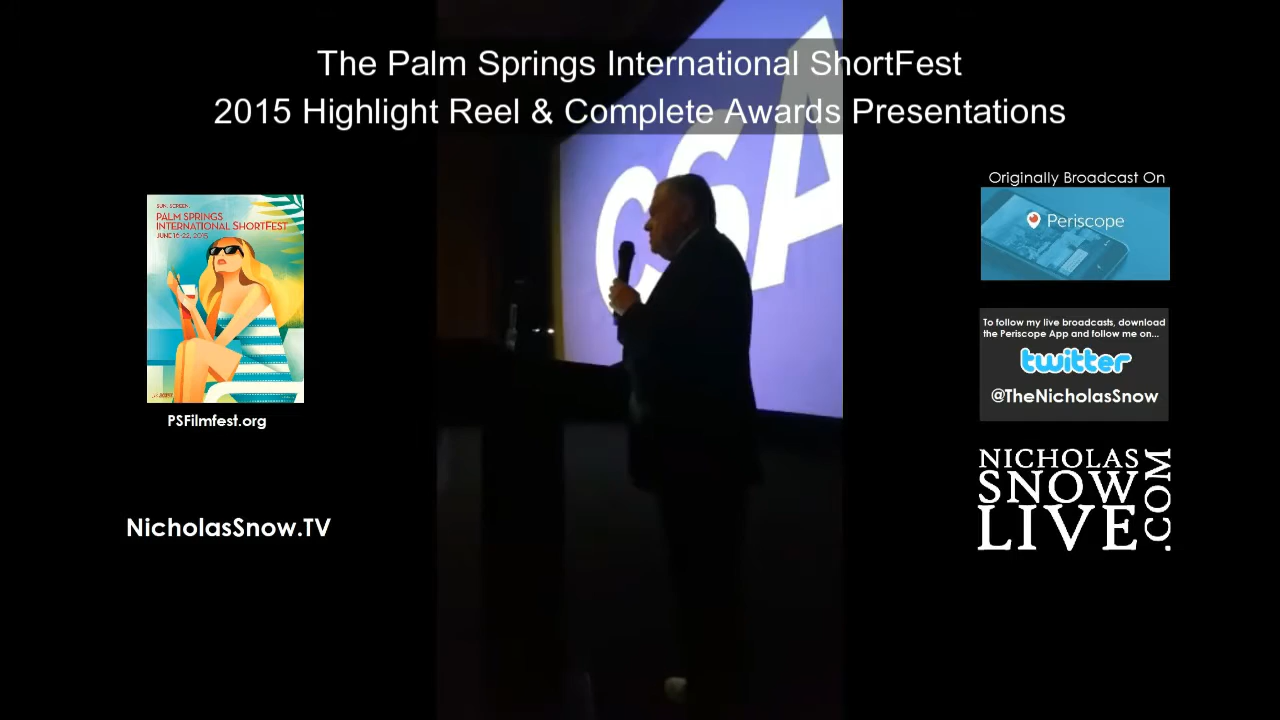 The Palm Springs International ShortFest
2015 Highlight Reel & Complete Awards Presentations
CSA
SUN. SCREEN.
PALM SPRINGS
INTERNATIONAL SHORTFEST
JUNE 16-22, 2015
PSFilmfest.org
NicholasSnow.TV
Originally Broadcast On
Periscope
To follow my live broadcasts, download
the Periscope App and follow me on...
twitter
@TheNicholasSnow
NICHOLAS
SNOW
LIVE
.COM